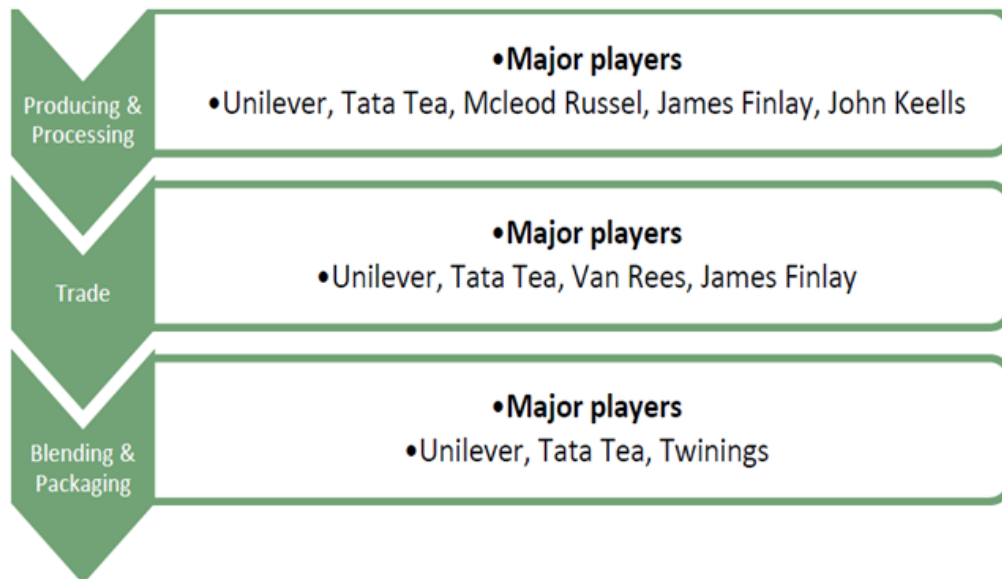 Producing &
Processing
•Major players
•Unilever, Tata Tea, Mcleod Russel, James Finlay, John Keells
Trade
•Major players
•Unilever, Tata Tea, Van Rees, James Finlay
Blending &
Packaging
•Major players
•Unilever, Tata Tea, Twinings